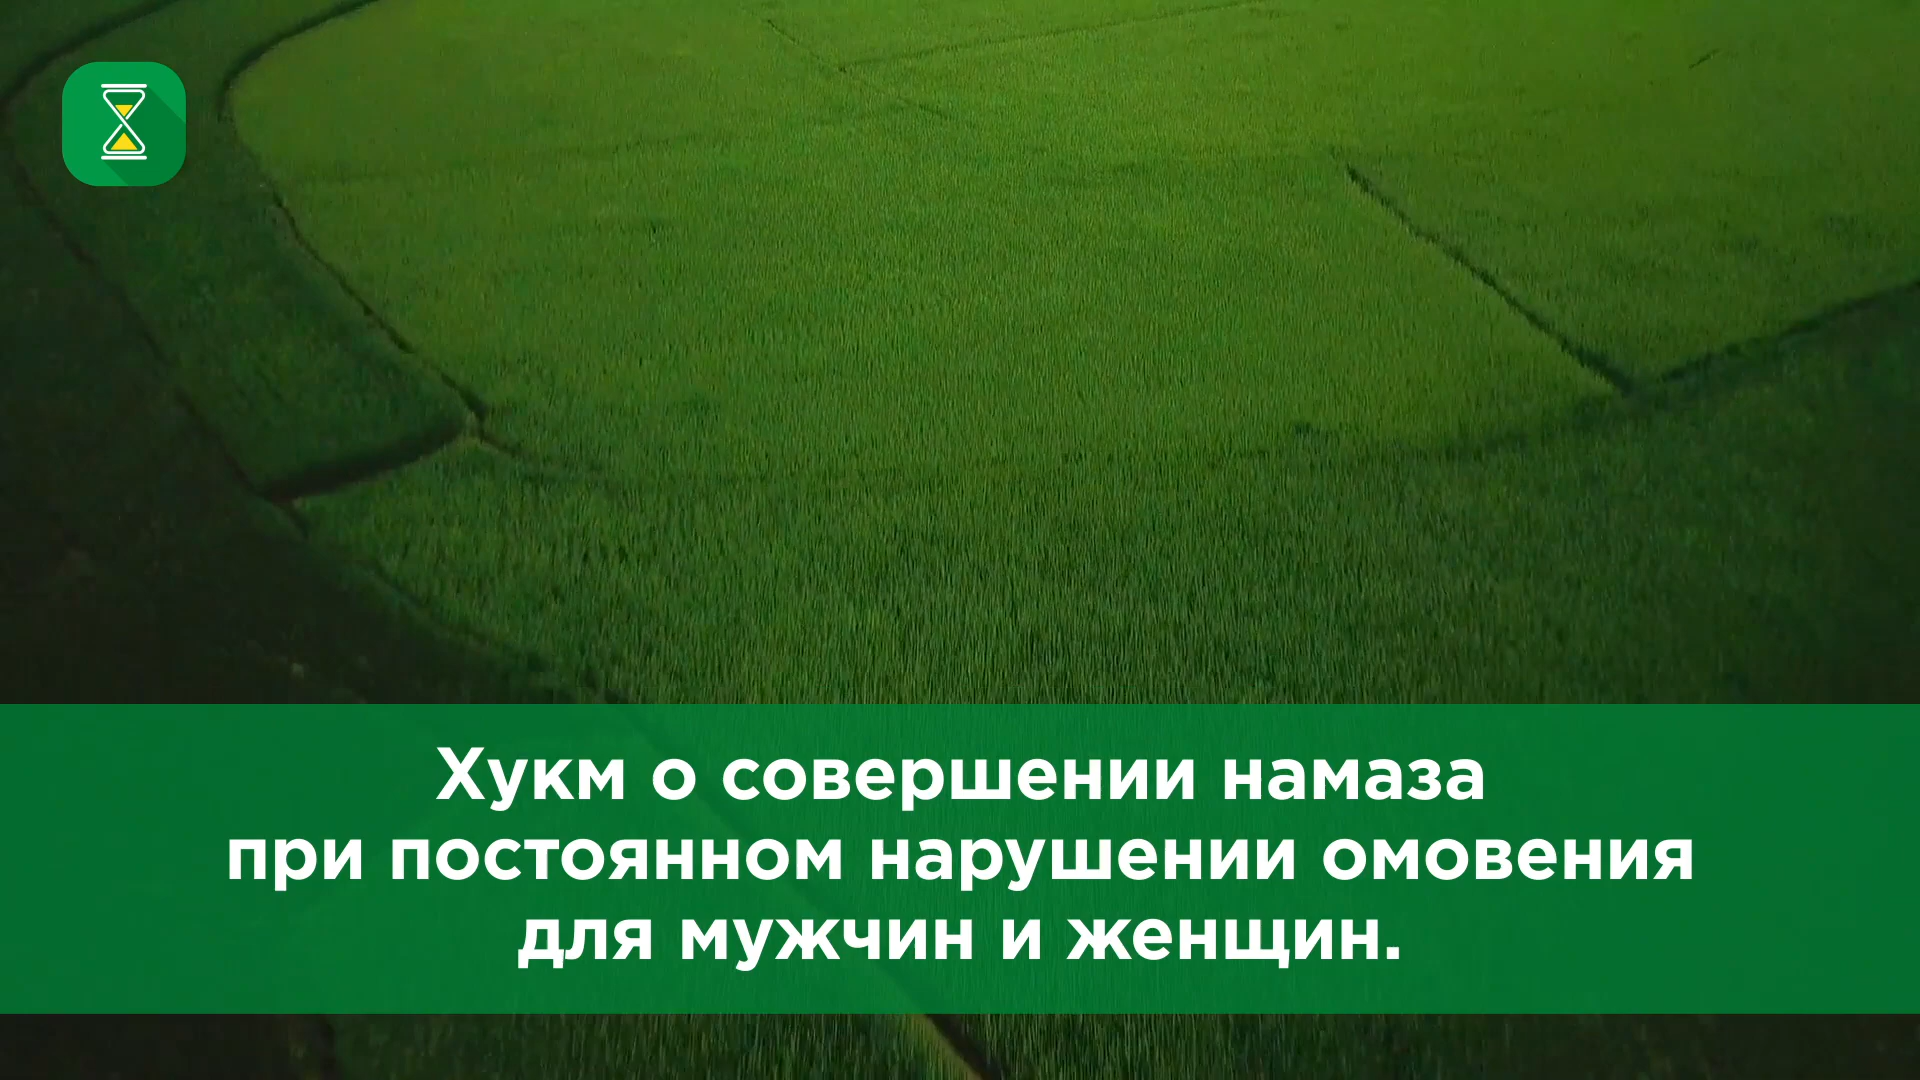 Хукм о совершении намаза
при постоянном нарушении омовения
для мужчин и женщин.